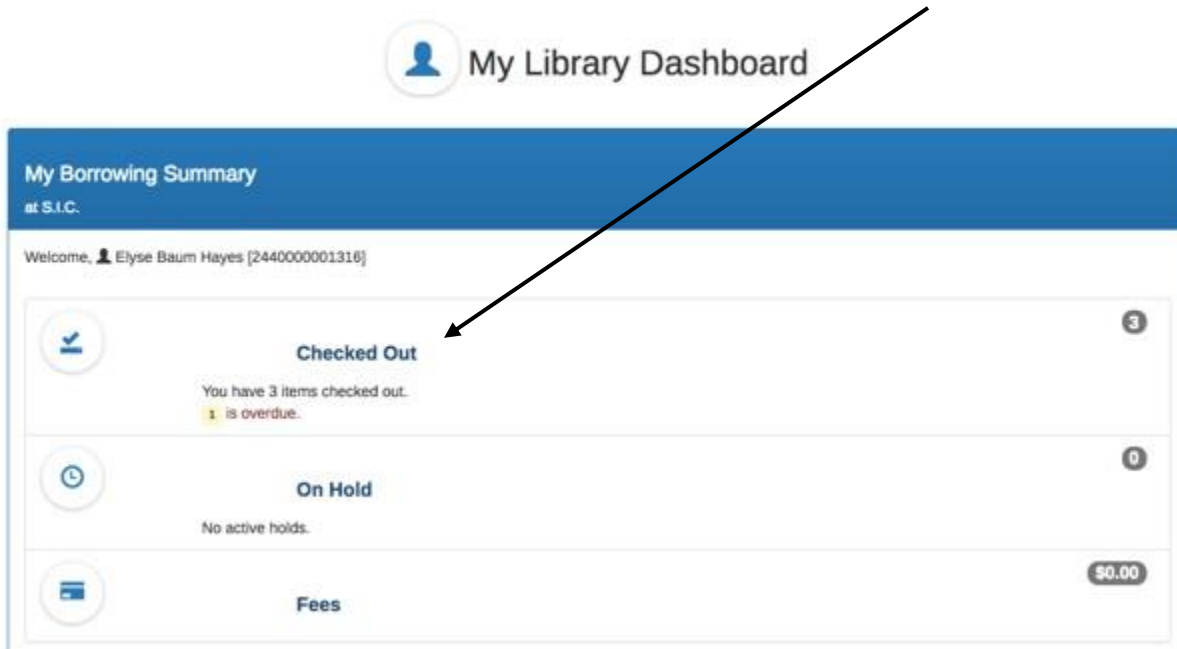 My Library Dashboard
My Borrowing Summary
at S.I.C.
Welcome, Elyse Baum Hayes [2440000001316]
3
Checked Out
You have 3 items checked out.
1 is overdue.
0
On Hold
No active holds.
$0.00
Fees